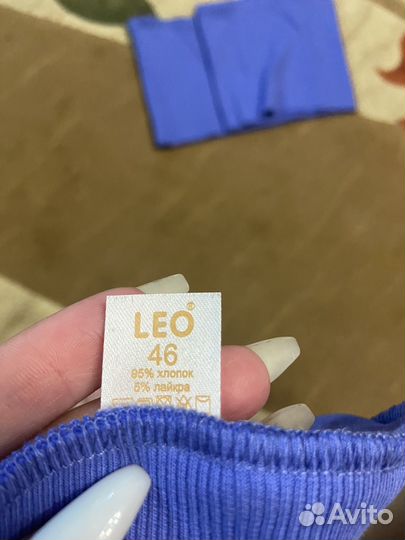 LEO®
46
95% хлопок
5% лайкра
Avito